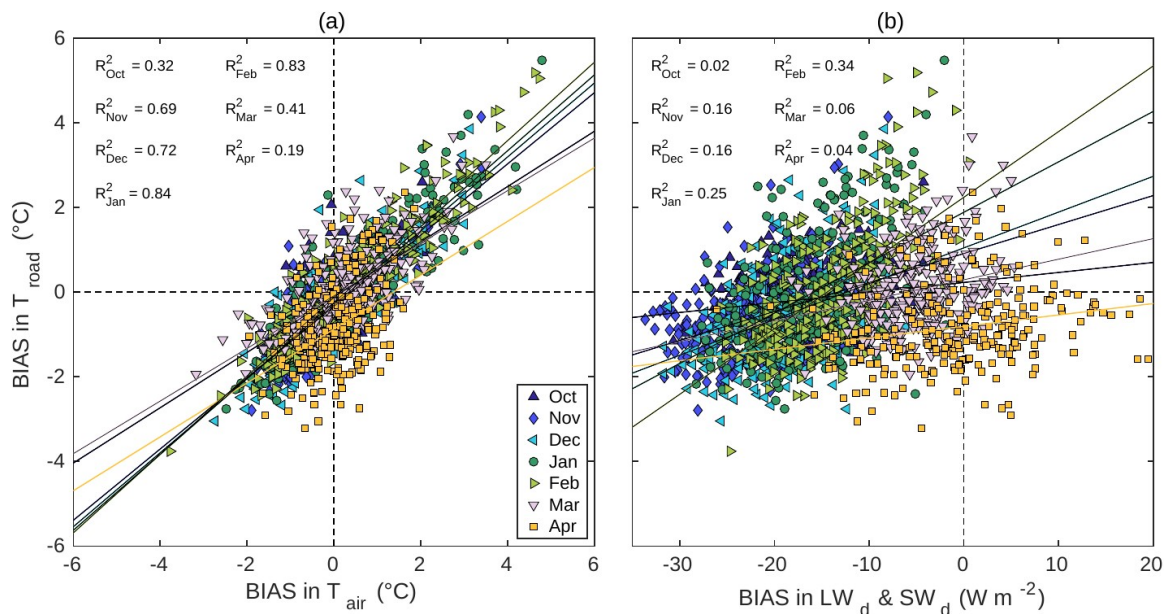 (a)
R²Oct = 0.32 R²Feb = 0.83
R²Nov = 0.69 R²Mar = 0.41
R²Dec = 0.72 R²Apr = 0.19
R²Jan = 0.84
6
4
2
0
-2
-4
-6
BIAS in T road (°C)
Oct
Nov
Dec
Jan
Feb
Mar
Apr
-6 -4 -2 0 2 4 6
BIAS in T air (°C)
(b)
R²Oct = 0.02 R²Feb = 0.34
R²Nov = 0.16 R²Mar = 0.06
R²Dec = 0.16 R²Apr = 0.04
R²Jan = 0.25
-30 -20 -10 0 10 20
BIAS in LW d & SW d (W m -2)